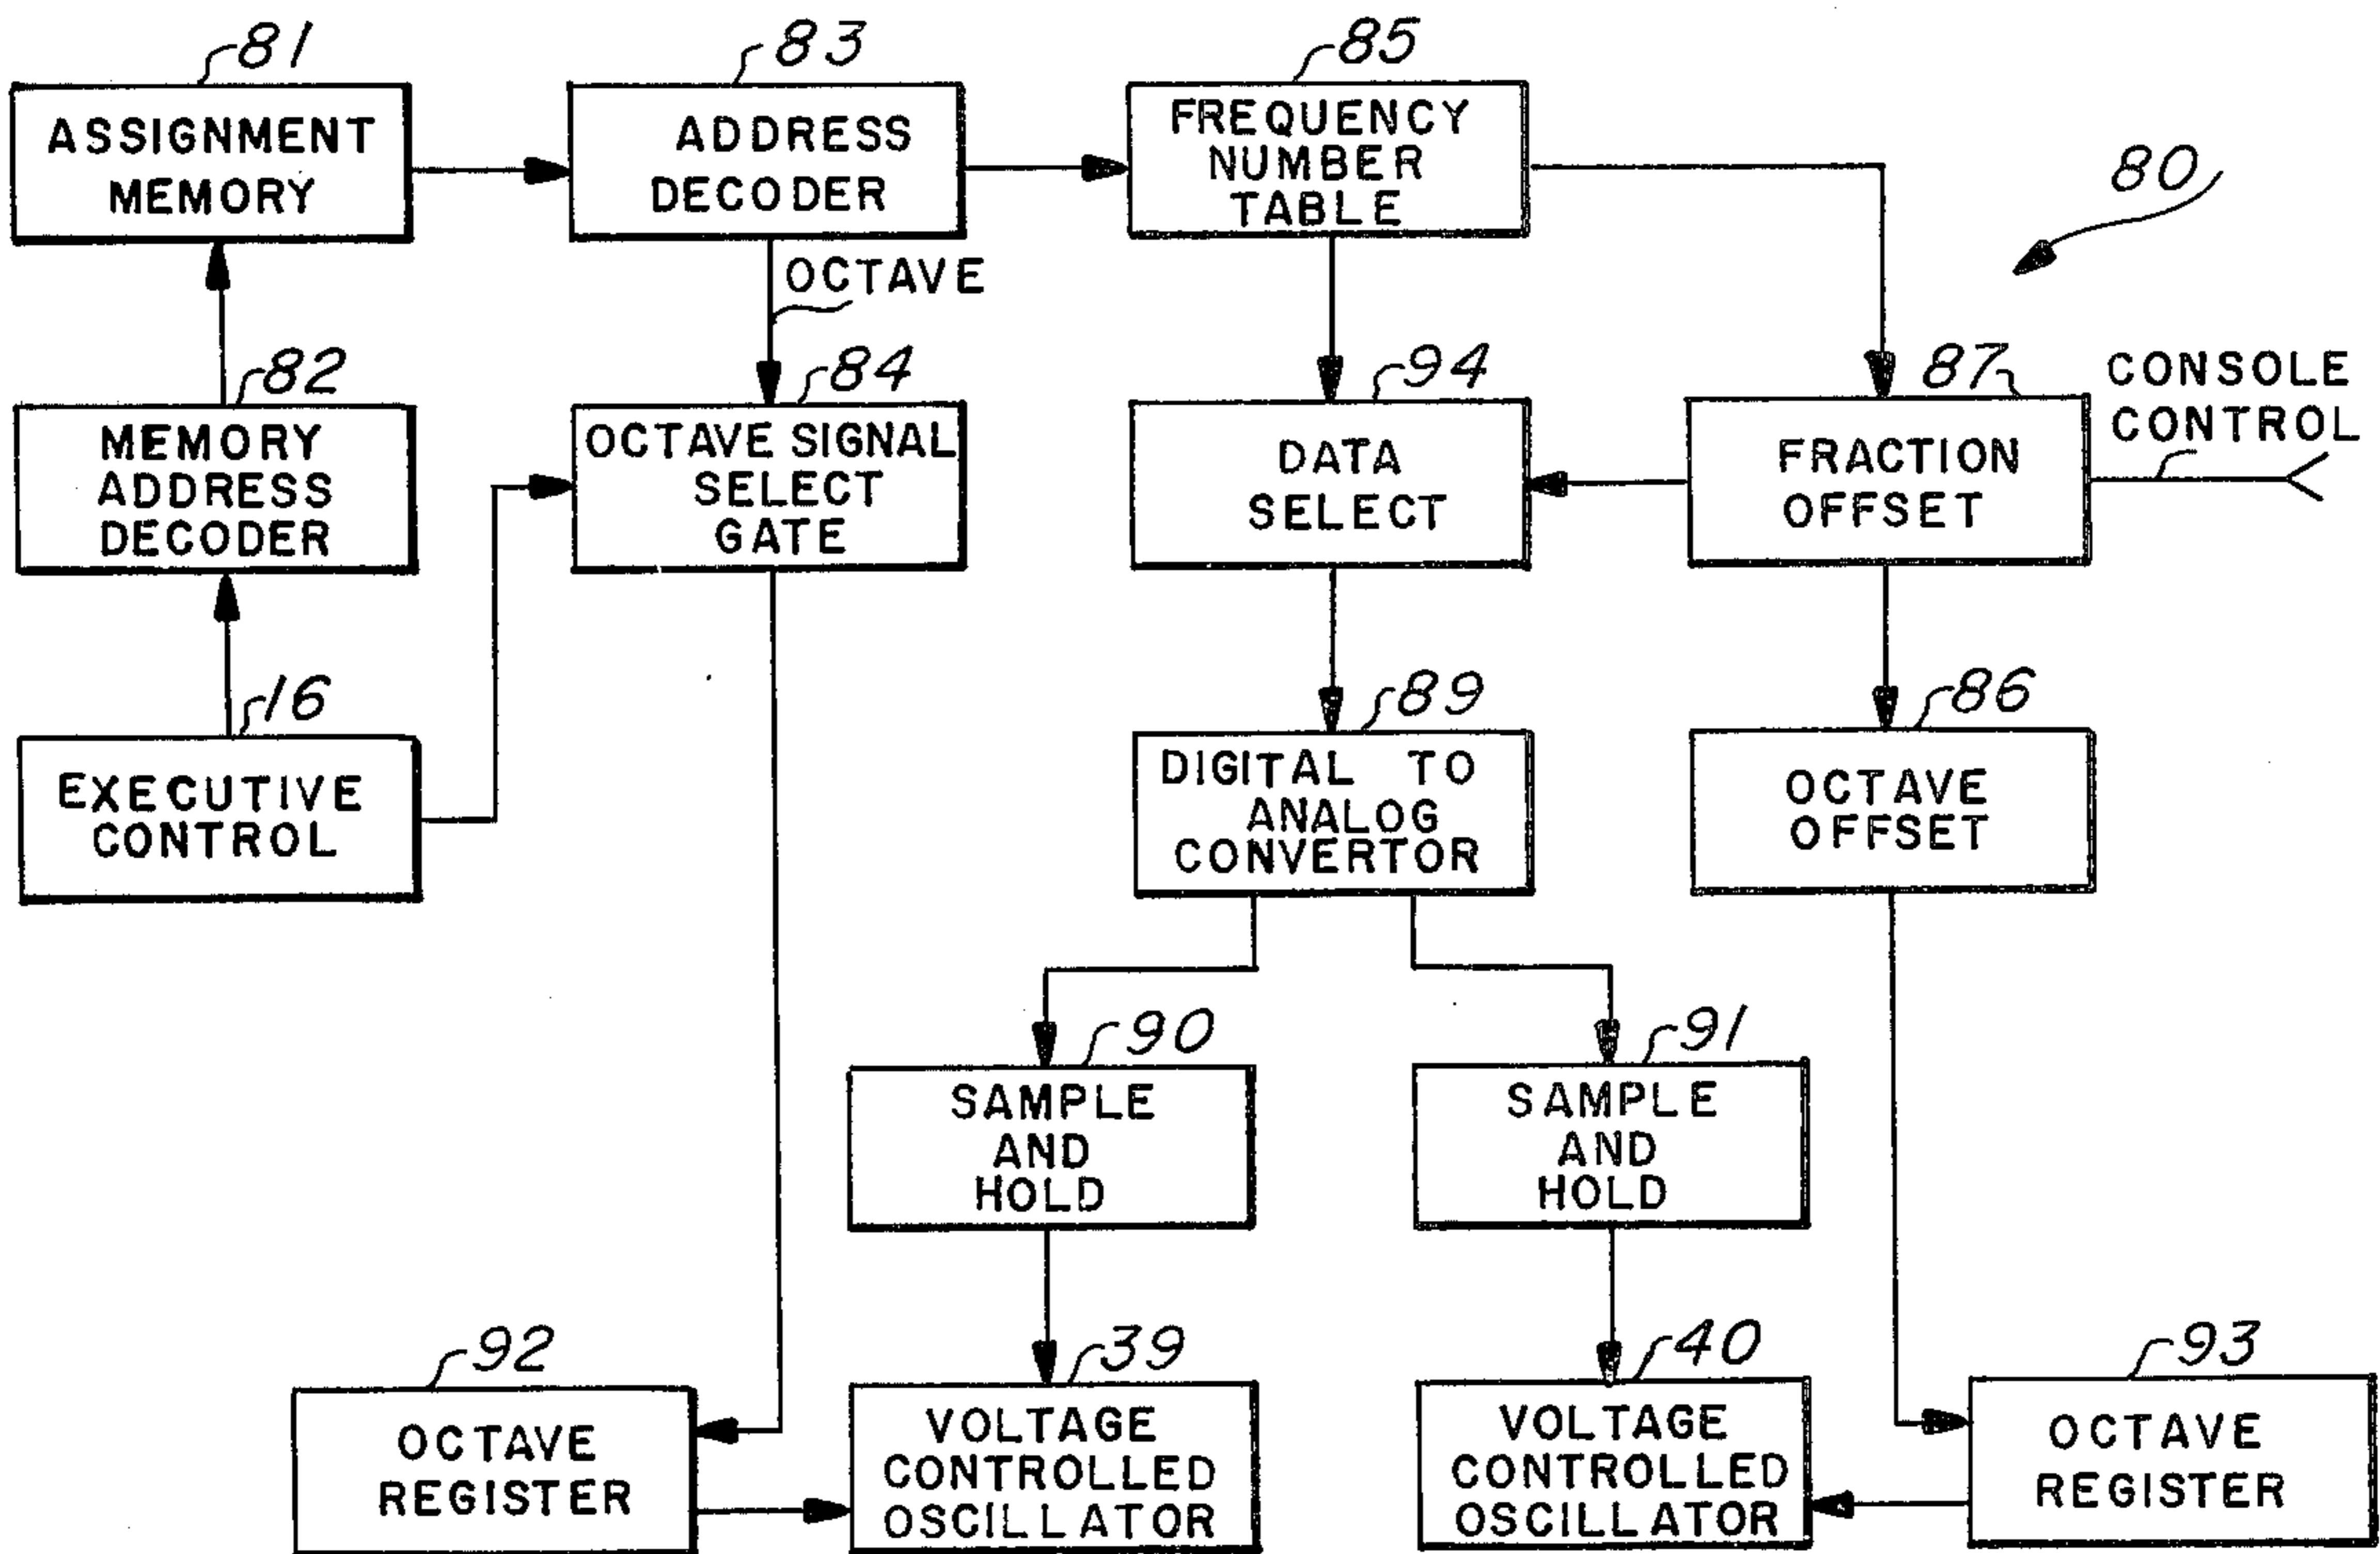 81
ASSIGNMENT
MEMORY
83
ADDRESS
DECODER
85
FREQUENCY
NUMBER
TABLE
80
OCTAVE
82
MEMORY
ADDRESS
DECODER
84
OCTAVE SIGNAL
SELECT
GATE
94
DATA
SELECT
87
FRACTION
OFFSET
CONSOLE
CONTROL
16
EXECUTIVE
CONTROL
89
DIGITAL TO
ANALOG
CONVERTOR
86
OCTAVE
OFFSET
90
SAMPLE
AND
HOLD
91
SAMPLE
AND
HOLD
92
OCTAVE
REGISTER
39
VOLTAGE
CONTROLLED
OSCILLATOR
40
VOLTAGE
CONTROLLED
OSCILLATOR
93
OCTAVE
REGISTER